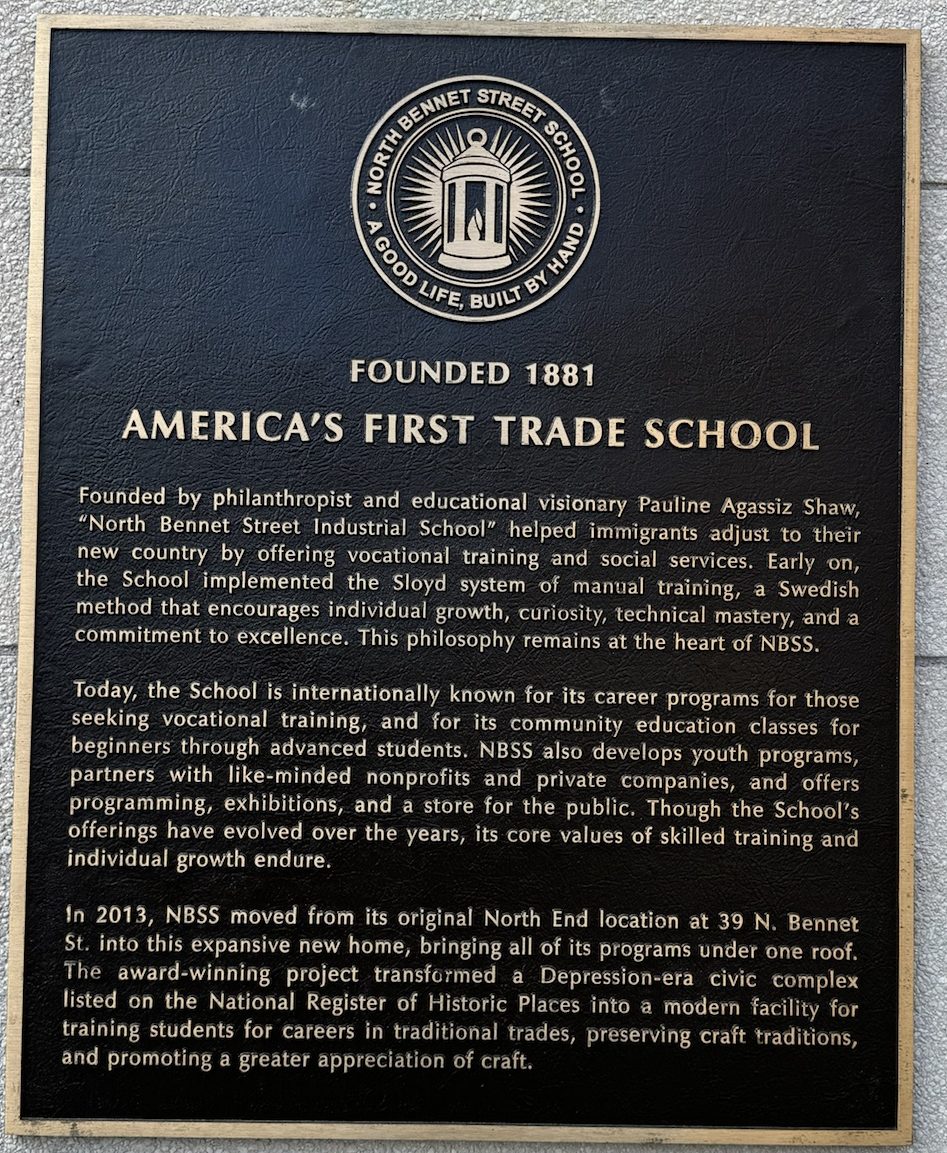 NORTH BENNET STREET SCHOOL
· A GOOD LIFE, BUILT BY HAND ·
FOUNDED 1881
AMERICA'S FIRST TRADE SCHOOL
Founded by philanthropist and educational visionary Pauline Agassiz Shaw,
“North Bennet Street Industrial School” helped immigrants adjust to their
new country by offering vocational training and social services. Early on,
the School implemented the Sloyd system of manual training, a Swedish
method that encourages individual growth, curiosity, technical mastery, and a
commitment to excellence. This philosophy remains at the heart of NBSS.
Today, the School is internationally known for its career programs for those
seeking vocational training, and for its community education classes for
beginners through advanced students. NBSS also develops youth programs,
partners with like-minded nonprofits and private companies, and offers
programming, exhibitions, and a store for the public. Though the School's
offerings have evolved over the years, its core values of skilled training and
individual growth endure.
In 2013, NBSS moved from its original North End location at 39 N. Bennet
St. into this expansive new home, bringing all of its programs under one roof.
The award-winning project transformed a Depression-era civic complex
listed on the National Register of Historic Places into a modern facility for
training students for careers in traditional trades, preserving craft traditions,
and promoting a greater appreciation of craft.